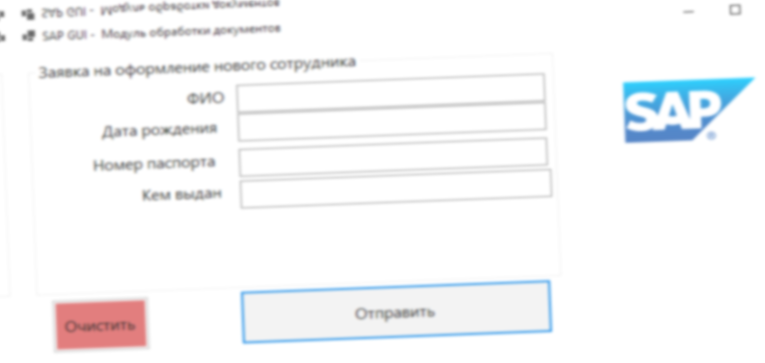 SAP GUI - Модуль обработки документов
SAP GUI - Модуль обработки документов
Заявка на оформление нового сотрудника
ФИО
Дата рождения
Номер паспорта
Кем выдан
SAP
®
Очистить
Отправить